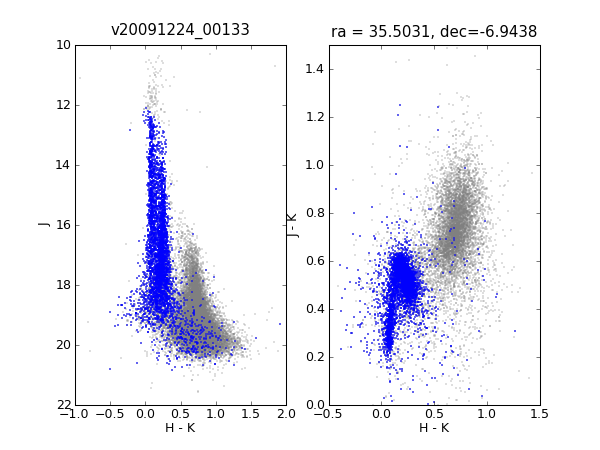 v20091224_00133
ra = 35.5031, dec=-6.9438
10
12
14
16
18
20
22
J
−1.0 −0.5 0.0 0.5 1.0 1.5 2.0
H - K
1.4
1.2
1.0
0.8
0.6
0.4
0.2
0.0
J - K
−0.5 0.0 0.5 1.0 1.5
H - K